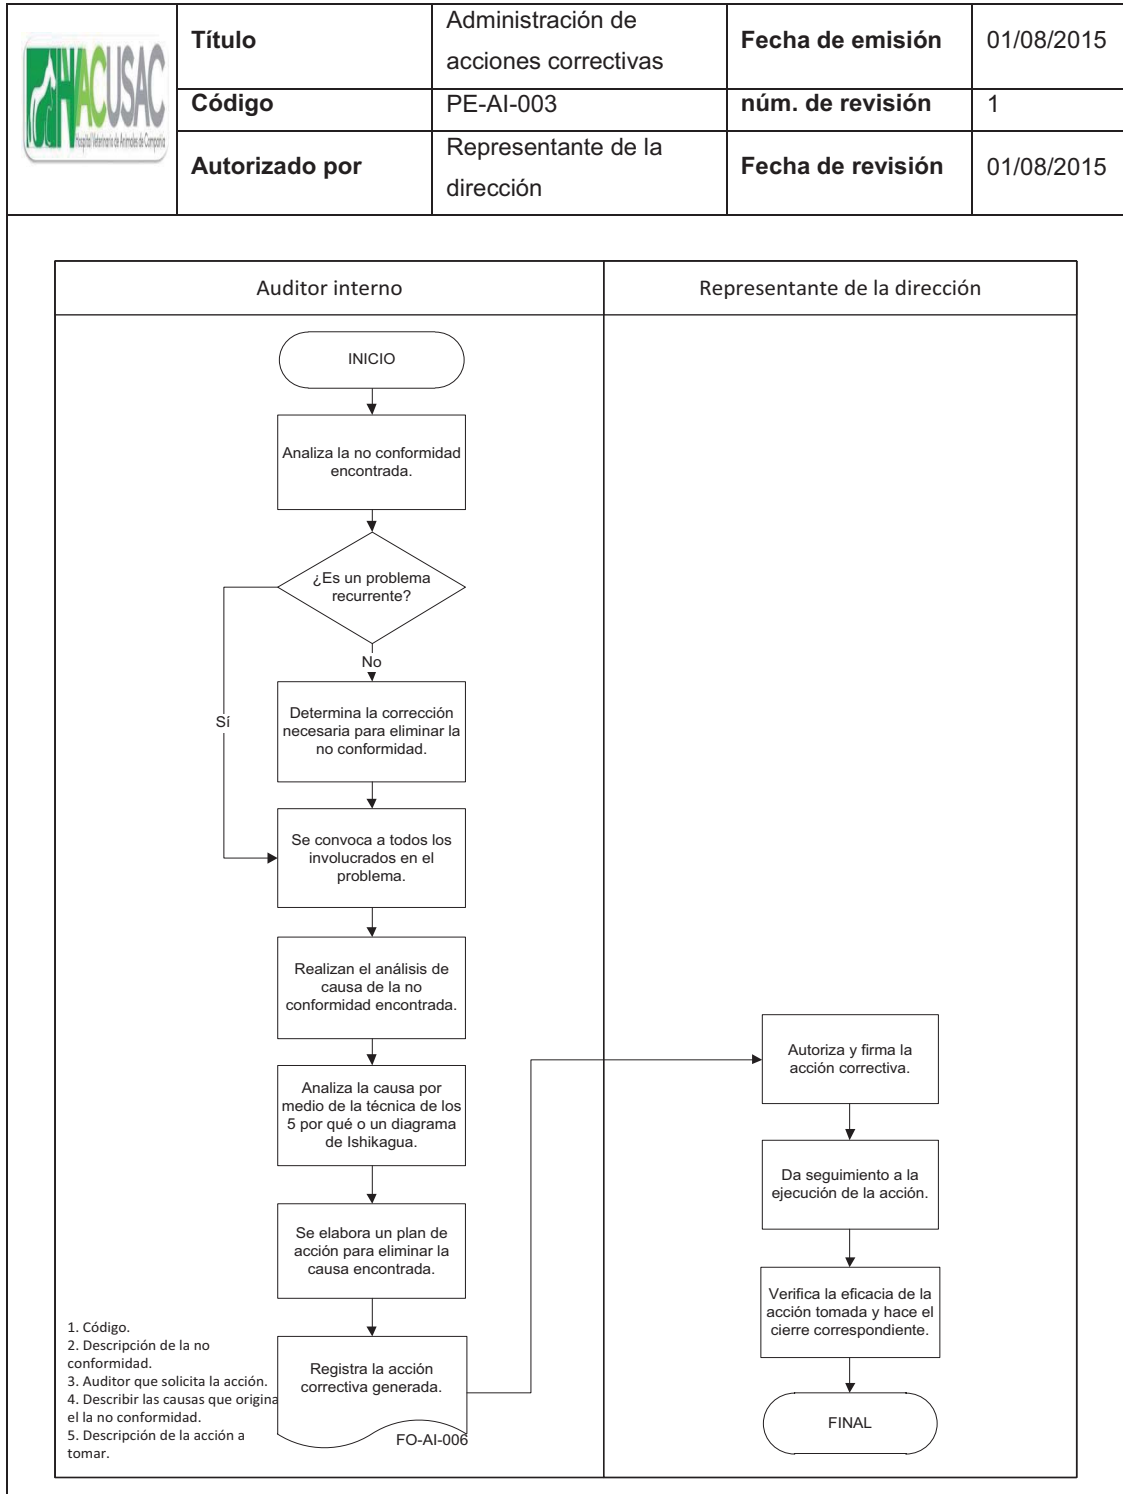 HVACUSAC
Hospital Veterinario de Animales de Compañía
Título
Administración de
acciones correctivas
Fecha de emisión
01/08/2015
Código
PE-AI-003
núm. de revisión
1
Autorizado por
Representante de la
dirección
Fecha de revisión
01/08/2015
Auditor interno
Representante de la dirección
INICIO
Analiza la no conformidad
encontrada.
¿Es un problema
recurrente?
No
Sí
Determina la corrección
necesaria para eliminar la
no conformidad.
Se convoca a todos los
involucrados en el
problema.
Realizan el análisis de
causa de la no
conformidad encontrada.
Analiza la causa por
medio de la técnica de los
5 por qué o un diagrama
de Ishikagua.
Se elabora un plan de
acción para eliminar la
causa encontrada.
1. Código.
2. Descripción de la no
conformidad.
3. Auditor que solicita la acción.
4. Describir las causas que origina
el la no conformidad.
5. Descripción de la acción a
tomar.
Registra la acción
correctiva generada.
FO-AI-006
Autoriza y firma la
acción correctiva.
Da seguimiento a la
ejecución de la acción.
Verifica la eficacia de la
acción tomada y hace el
cierre correspondiente.
FINAL